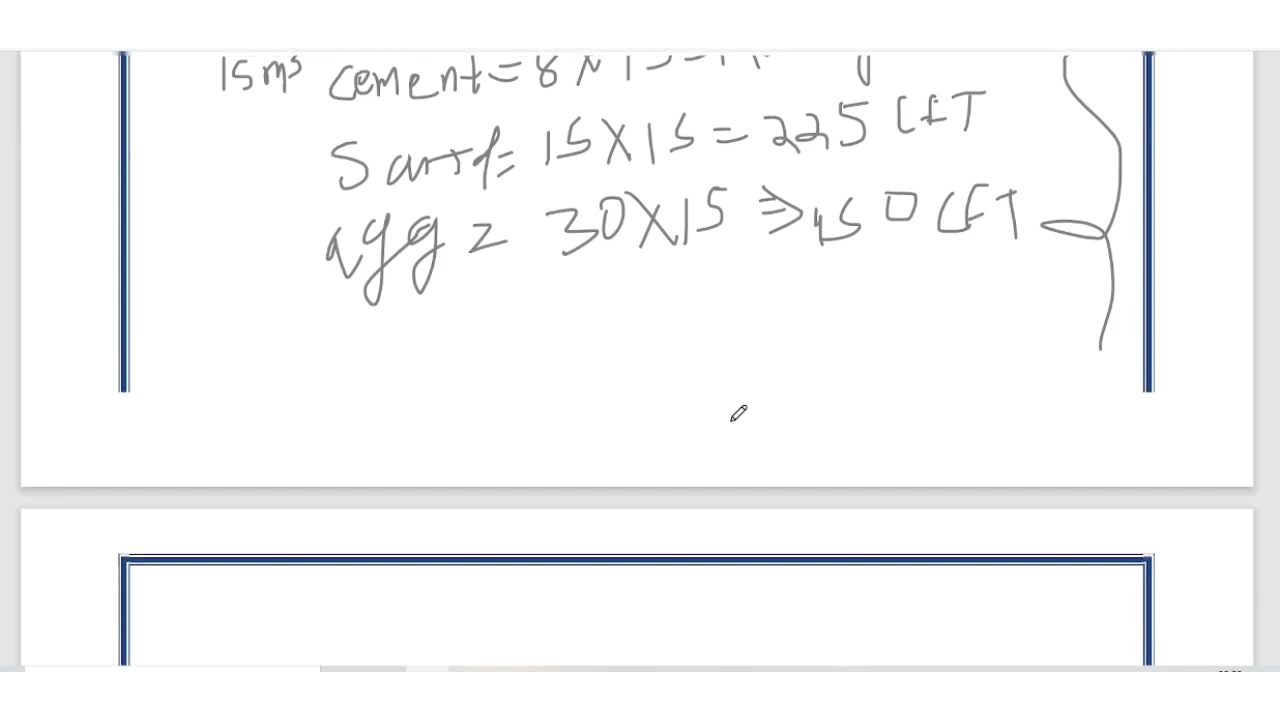 15m³ cement = 8 X 15 =
Sand = 15 X 15 = 225 CFT
agg = 30 X 15 => 450 CFT